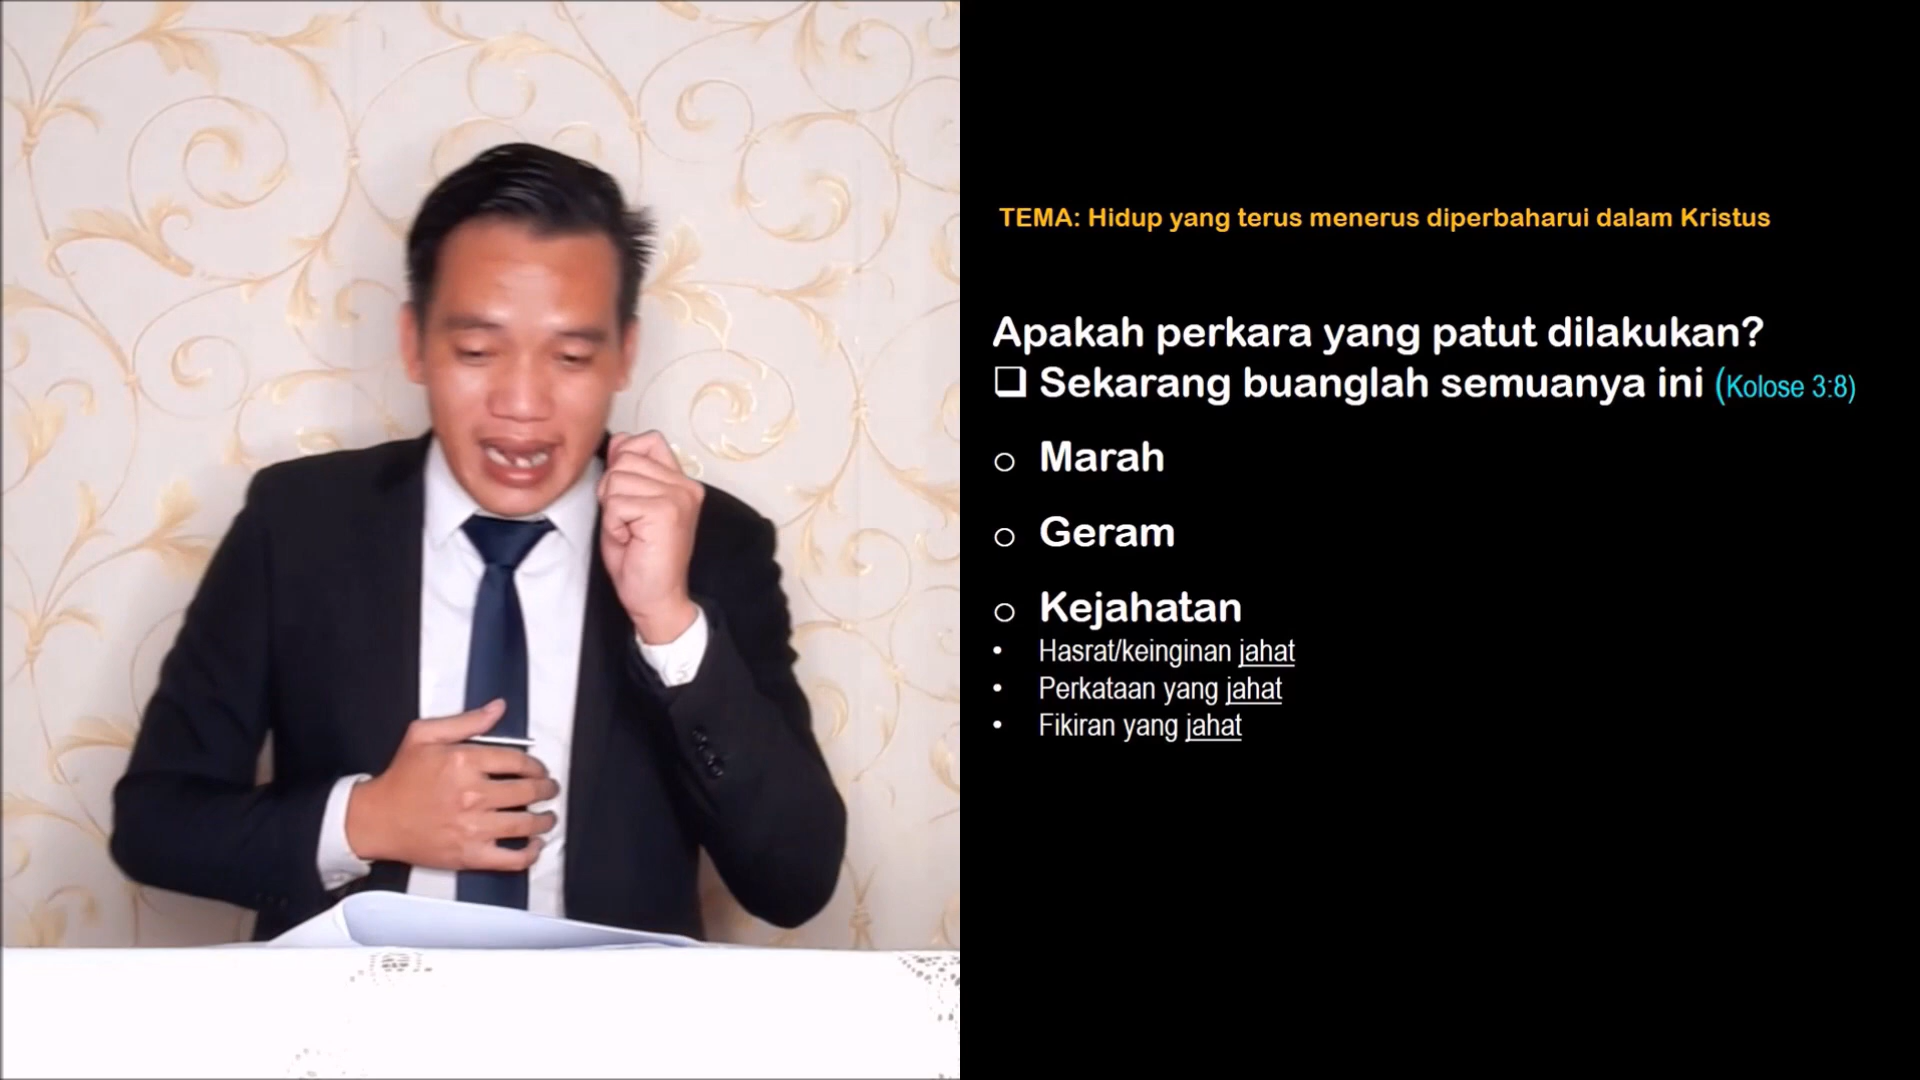 TEMA: Hidup yang terus menerus diperbaharui dalam Kristus
Apakah perkara yang patut dilakukan?
❑ Sekarang buanglah semuanya ini (Kolose 3:8)
o Marah
o Geram
o Kejahatan
• Hasrat/keinginan jahat
• Perkataan yang jahat
• Fikiran yang jahat